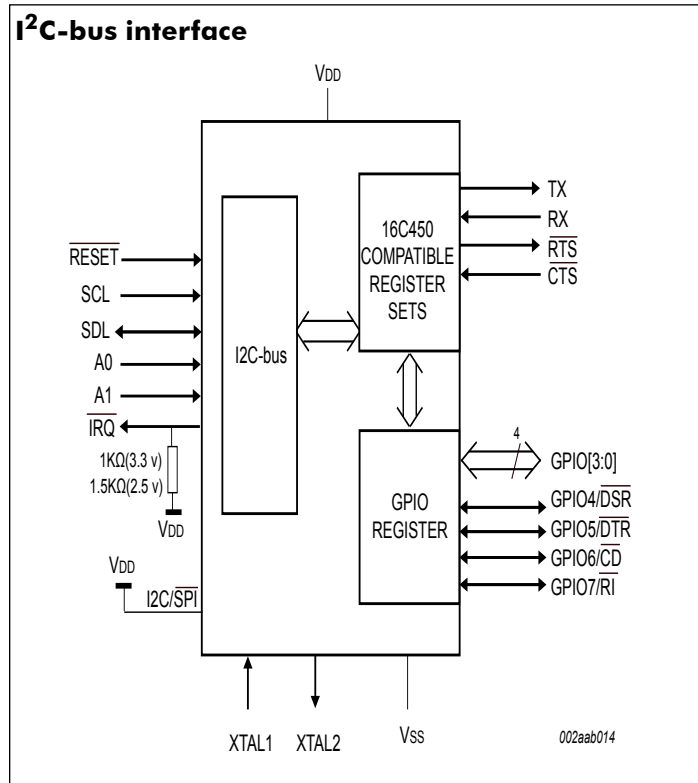 I²C-bus interface
VDD
RESET
SCL
SDL
A0
A1
IRQ
1KΩ(3.3 v)
1.5KΩ(2.5 v)
VDD
VDD
I2C/SPI
I2C-bus
16C450
COMPATIBLE
REGISTER
SETS
TX
RX
RTS
CTS
GPIO
REGISTER
4
GPIO[3:0]
GPIO4/DSR
GPIO5/DTR
GPIO6/CD
GPIO7/RI
XTAL1
XTAL2
VSS
002aab014